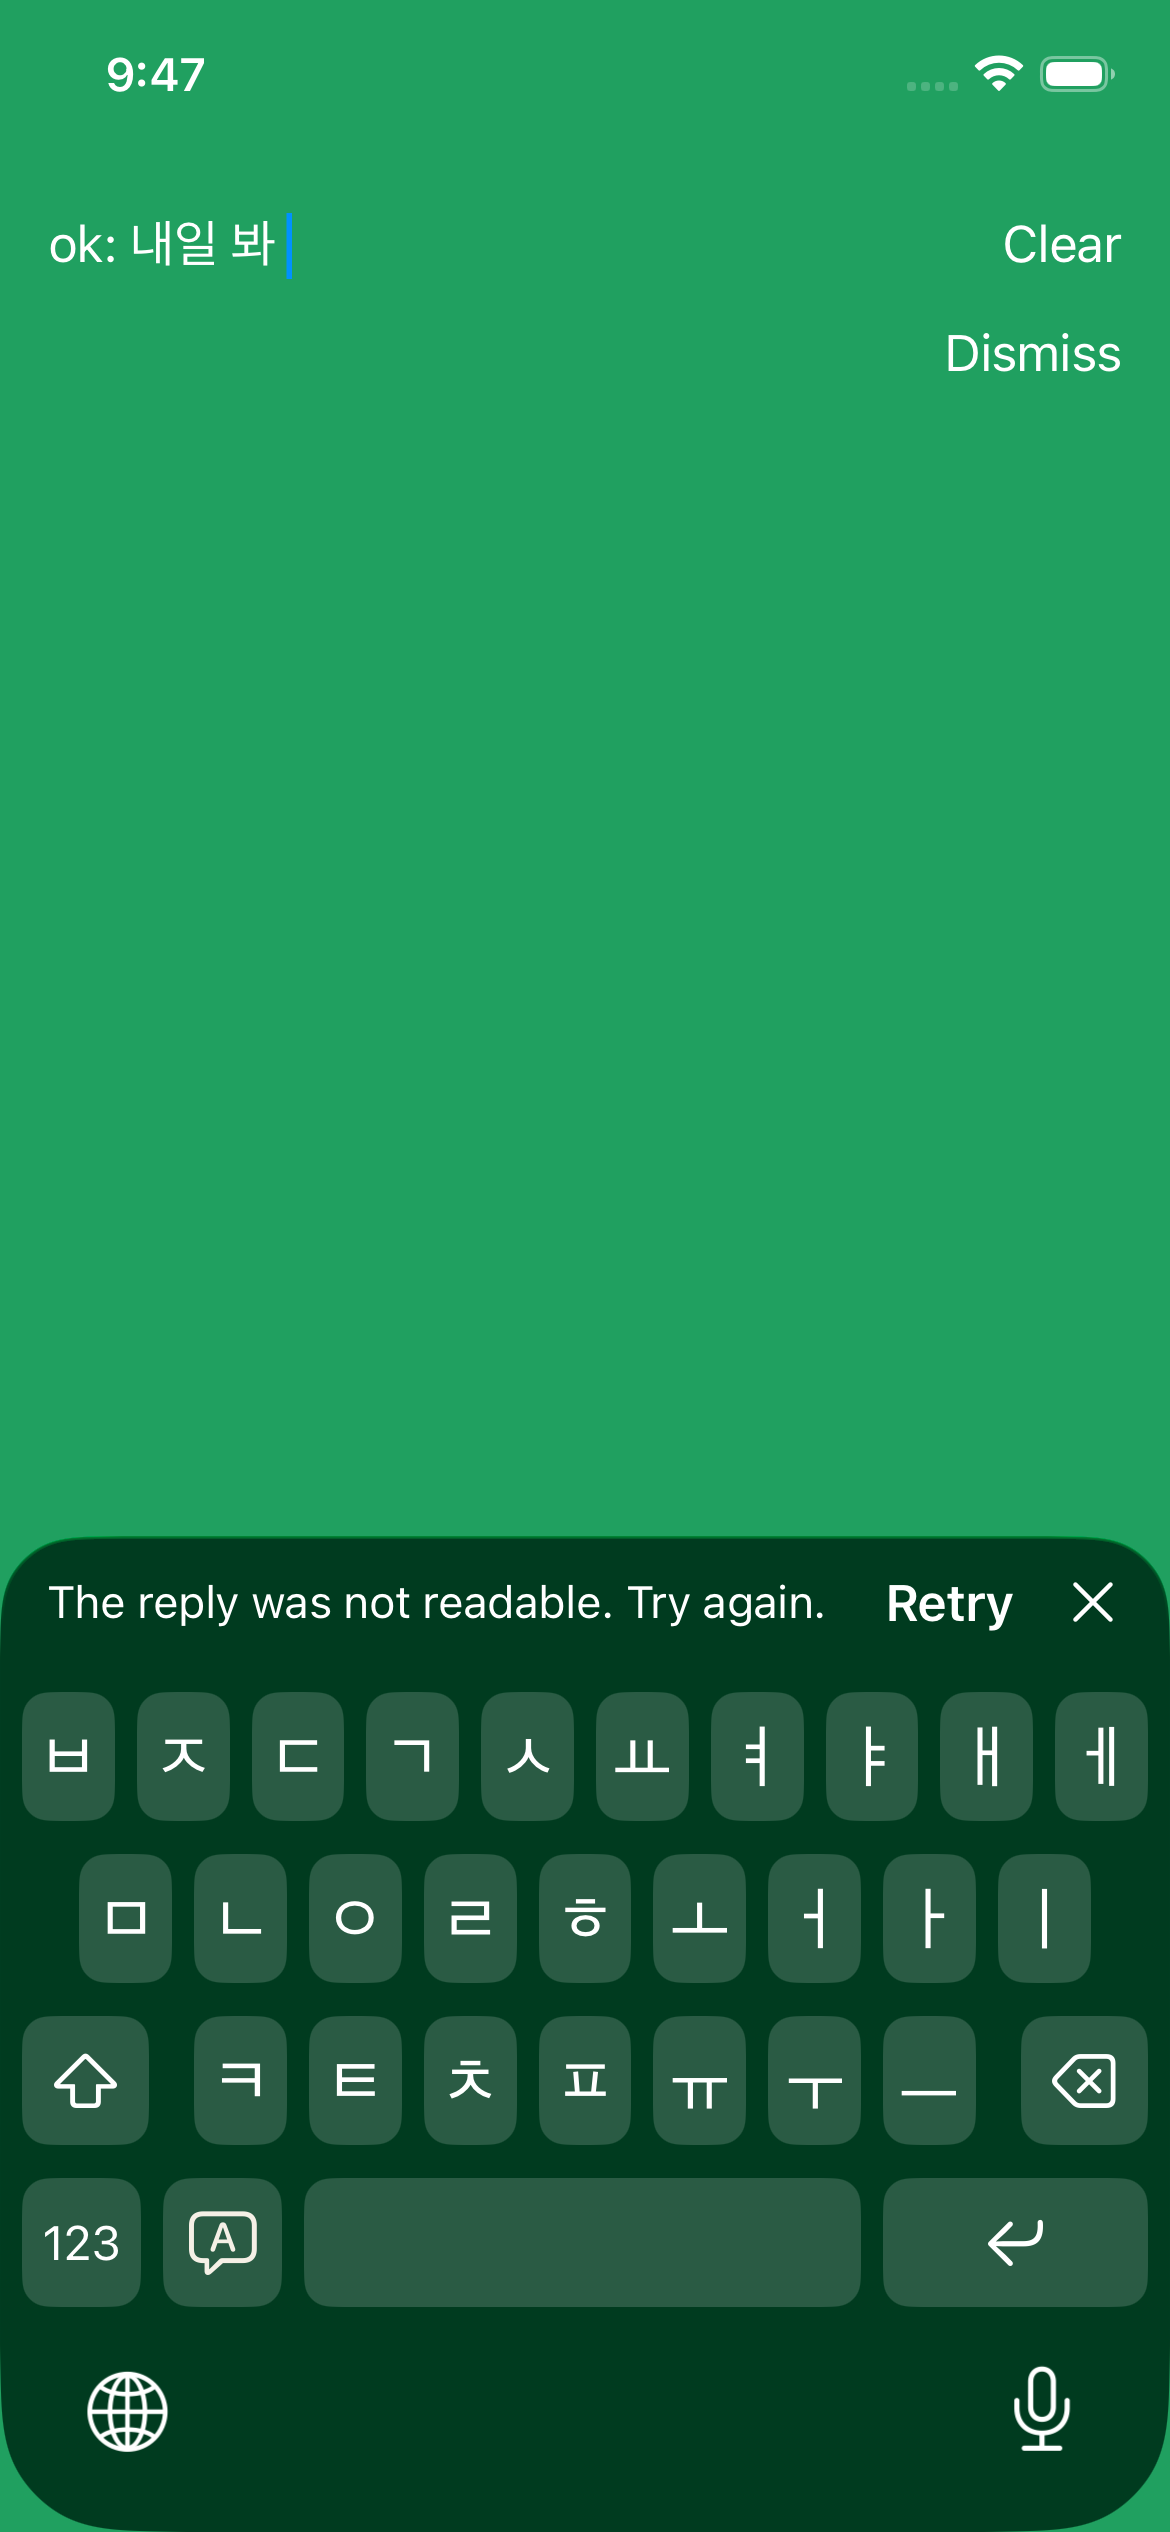 9:47
ok: 내일 봐
Clear
Dismiss
The reply was not readable. Try again. Retry
ㅂ ㅈ ㄷ ㄱ ㅅ ㅛ ㅕ ㅑ ㅐ ㅔ
ㅁ ㄴ ㅇ ㄹ ㅎ ㅗ ㅓ ㅏ ㅣ
ㅋ ㅌ ㅊ ㅍ ㅠ ㅜ ㅡ
123 A